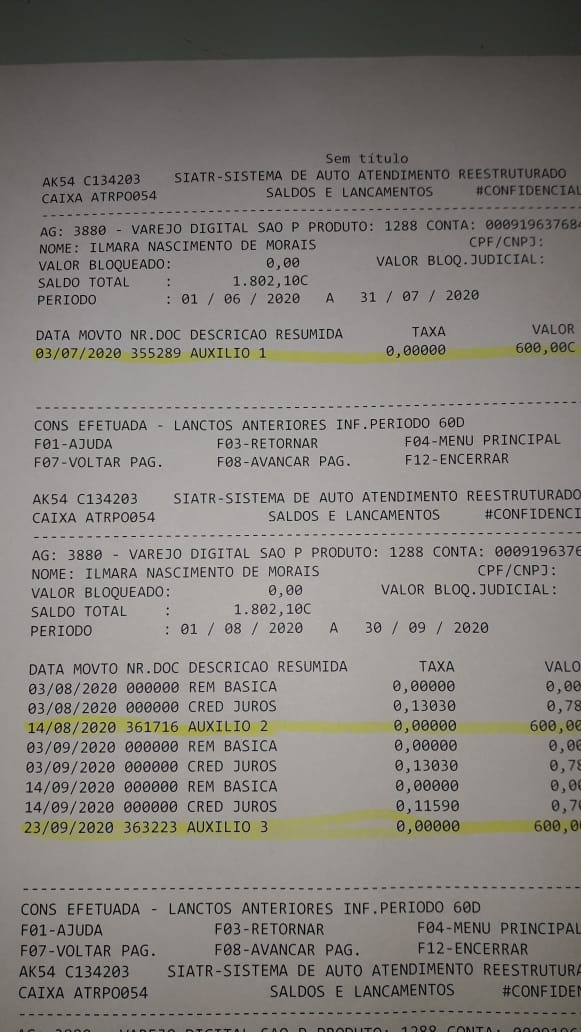 Sem título
AK54 C134203 SIATR-SISTEMA DE AUTO ATENDIMENTO REESTRUTURADO
CAIXA ATRPO054 SALDOS E LANCAMENTOS #CONFIDENCIAL
--------------------------------------------------------------------------------
AG: 3880 - VAREJO DIGITAL SAO P PRODUTO: 1288 CONTA: 000919637684
NOME: ILMARA NASCIMENTO DE MORAIS CPF/CNPJ:
VALOR BLOQUEADO: 0,00 VALOR BLOQ.JUDICIAL:
SALDO TOTAL : 1.802,10C
PERIODO : 01 / 06 / 2020 A 31 / 07 / 2020
DATA MOVTO NR.DOC DESCRICAO RESUMIDA TAXA VALOR
03/07/2020 355289 AUXILIO 1 0,00000 600,00C
--------------------------------------------------------------------------------
CONS EFETUADA - LANCTOS ANTERIORES INF.PERIODO 60D
F01-AJUDA F03-RETORNAR F04-MENU PRINCIPAL
F07-VOLTAR PAG. F08-AVANCAR PAG. F12-ENCERRAR
AK54 C134203 SIATR-SISTEMA DE AUTO ATENDIMENTO REESTRUTURADO
CAIXA ATRPO054 SALDOS E LANCAMENTOS #CONFIDENCI
--------------------------------------------------------------------------------
AG: 3880 - VAREJO DIGITAL SAO P PRODUTO: 1288 CONTA: 0009196376
NOME: ILMARA NASCIMENTO DE MORAIS CPF/CNPJ:
VALOR BLOQUEADO: 0,00 VALOR BLOQ.JUDICIAL:
SALDO TOTAL : 1.802,10C
PERIODO : 01 / 08 / 2020 A 30 / 09 / 2020
DATA MOVTO NR.DOC DESCRICAO RESUMIDA TAXA VALO
03/08/2020 000000 REM BASICA 0,00000 0,00
03/08/2020 000000 CRED JUROS 0,13030 0,78
14/08/2020 361716 AUXILIO 2 0,00000 600,00
03/09/2020 000000 REM BASICA 0,00000 0,00
03/09/2020 000000 CRED JUROS 0,13030 0,78
14/09/2020 000000 REM BASICA 0,00000 0,00
14/09/2020 000000 CRED JUROS 0,11590 0,70
23/09/2020 363223 AUXILIO 3 0,00000 600,0
--------------------------------------------------------------------------------
CONS EFETUADA - LANCTOS ANTERIORES INF.PERIODO 60D
F01-AJUDA F03-RETORNAR F04-MENU PRINCIPAL
F07-VOLTAR PAG. F08-AVANCAR PAG. F12-ENCERRAR
AK54 C134203 SIATR-SISTEMA DE AUTO ATENDIMENTO REESTRUTURA
CAIXA ATRPO054 SALDOS E LANCAMENTOS #CONFIDEN
--------------------------------------------------------------------------------
AG: 3880 - VAREJO DIGITAL SAO P PRODUTO: 1288 CONTA: